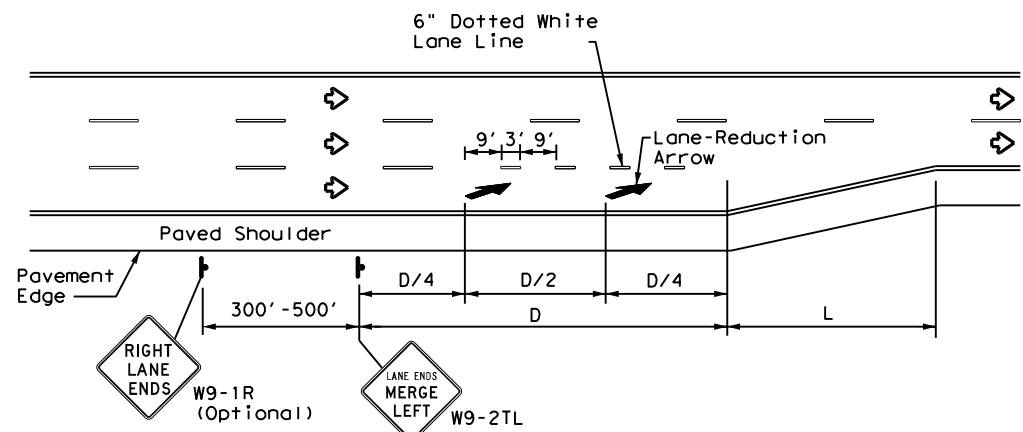 6" Dotted White
Lane Line
9' 3' 9'
Lane-Reduction
Arrow
Paved Shoulder
Pavement
Edge
D/4 D/2 D/4
300'-500' D L
RIGHT
LANE
ENDS
W9-1R
(Optional)
LANE ENDS
MERGE
LEFT
W9-2TL